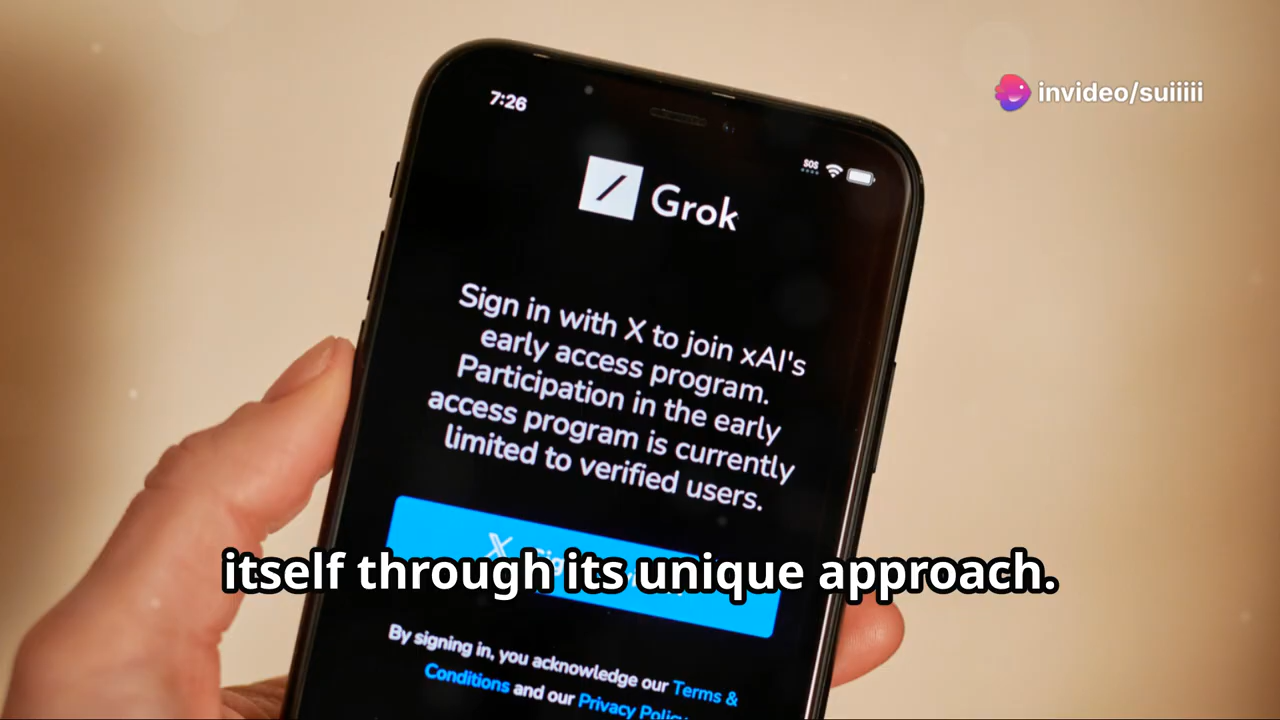 invideo/suiiiii
7:26
SOS
Grok
Sign in with X to join xAI's
early access program.
Participation in the early
access program is currently
limited to verified users.
itself through its unique approach.
By signing in, you acknowledge our Terms &
Conditions and our Privacy Policy